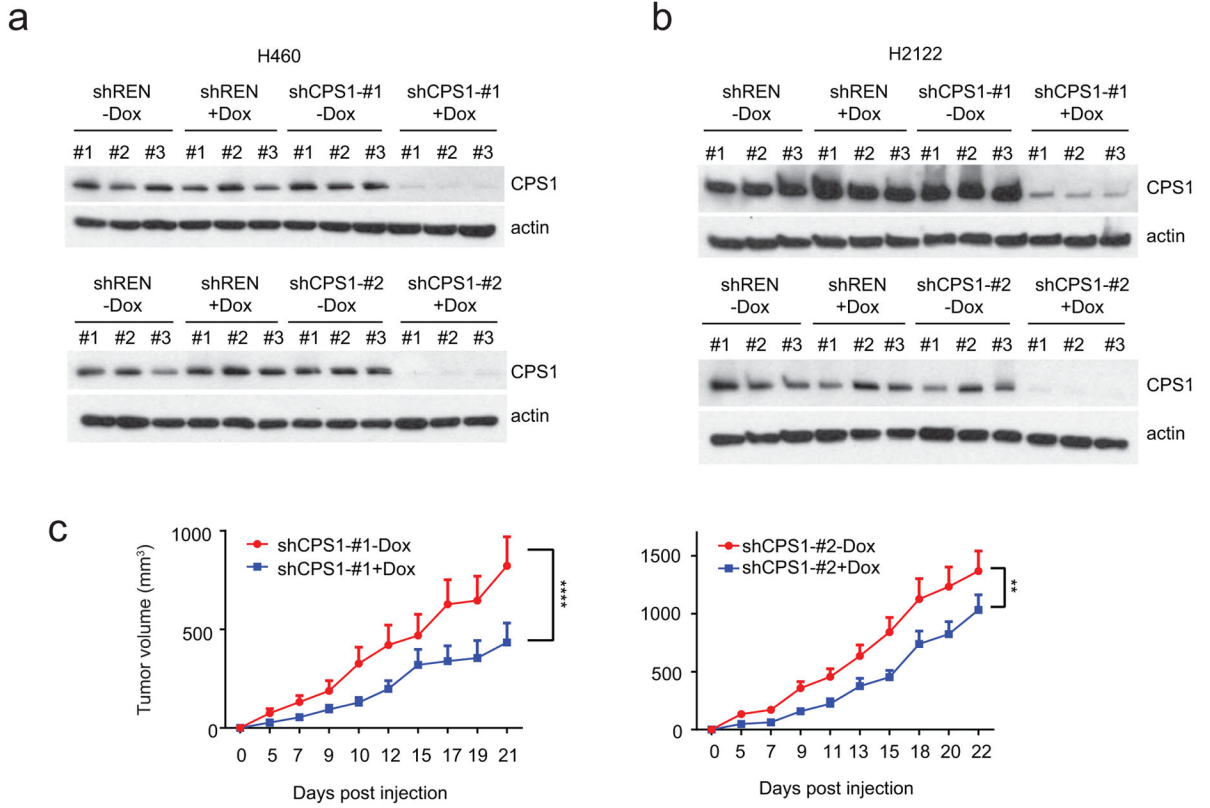 a
H460
shREN shREN shCPS1-#1 shCPS1-#1
-Dox +Dox -Dox +Dox
#1 #2 #3 #1 #2 #3 #1 #2 #3 #1 #2 #3
CPS1
actin
shREN shREN shCPS1-#2 shCPS1-#2
-Dox +Dox -Dox +Dox
#1 #2 #3 #1 #2 #3 #1 #2 #3 #1 #2 #3
CPS1
actin
b
H2122
shREN shREN shCPS1-#1 shCPS1-#1
-Dox +Dox -Dox +Dox
#1 #2 #3 #1 #2 #3 #1 #2 #3 #1 #2 #3
CPS1
actin
shREN shREN shCPS1-#2 shCPS1-#2
-Dox +Dox -Dox +Dox
#1 #2 #3 #1 #2 #3 #1 #2 #3 #1 #2 #3
CPS1
actin
c
Tumor volume (mm³)
1000
500
0
shCPS1-#1-Dox
shCPS1-#1+Dox
****
0 5 7 9 10 12 15 17 19 21
Days post injection
1500
1000
500
0
shCPS1-#2-Dox
shCPS1-#2+Dox
**
0 5 7 9 11 13 15 18 20 22
Days post injection